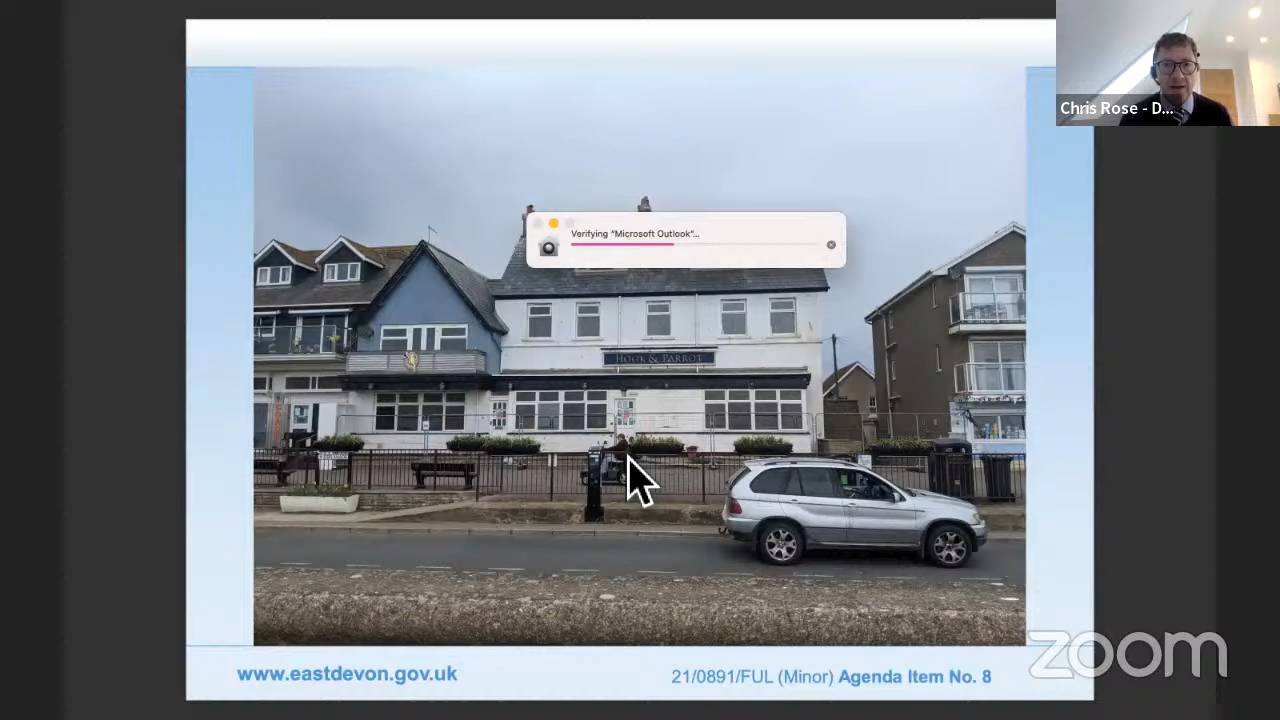 Chris Rose - D...
Verifying “Microsoft Outlook”...
HOOK & PARROT
www.eastdevon.gov.uk
21/0891/FUL (Minor) Agenda Item No. 8
zoom